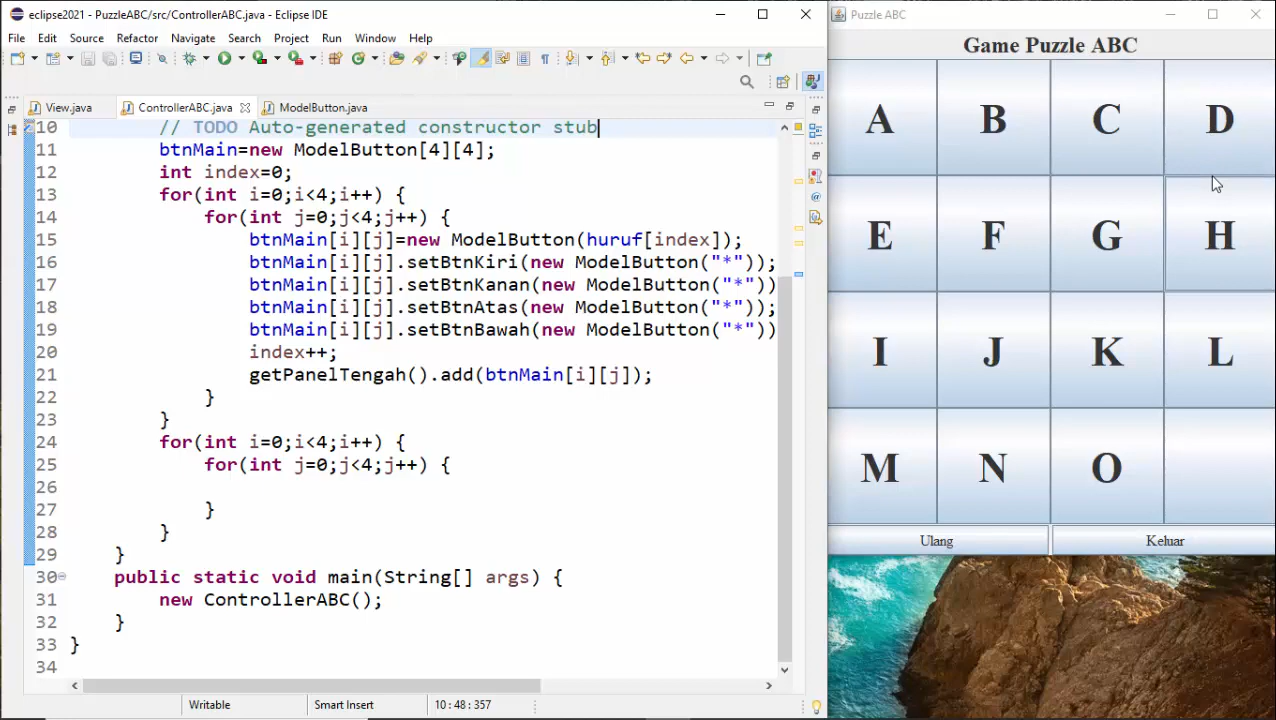 eclipse2021 - PuzzleABC/src/ControllerABC.java - Eclipse IDE
File Edit Source Refactor Navigate Search Project Run Window Help
View.java ControllerABC.java ModelButton.java
10 // TODO Auto-generated constructor stub
11 btnMain=new ModelButton[4][4];
12 int index=0;
13 for(int i=0;i<4;i++) {
14 for(int j=0;j<4;j++) {
15 btnMain[i][j]=new ModelButton(huruf[index]);
16 btnMain[i][j].setBtnKiri(new ModelButton("*"));
17 btnMain[i][j].setBtnKanan(new ModelButton("*"))
18 btnMain[i][j].setBtnAtas(new ModelButton("*"));
19 btnMain[i][j].setBtnBawah(new ModelButton("*"))
20 index++;
21 getPanelTengah().add(btnMain[i][j]);
22 }
23 }
24 for(int i=0;i<4;i++) {
25 for(int j=0;j<4;j++) {
26
27 }
28 }
29 }
30 public static void main(String[] args) {
31 new ControllerABC();
32 }
33 }
34
Writable Smart Insert 10 : 48 : 357
Puzzle ABC
Game Puzzle ABC
A B C D
E F G H
I J K L
M N O
Ulang Keluar